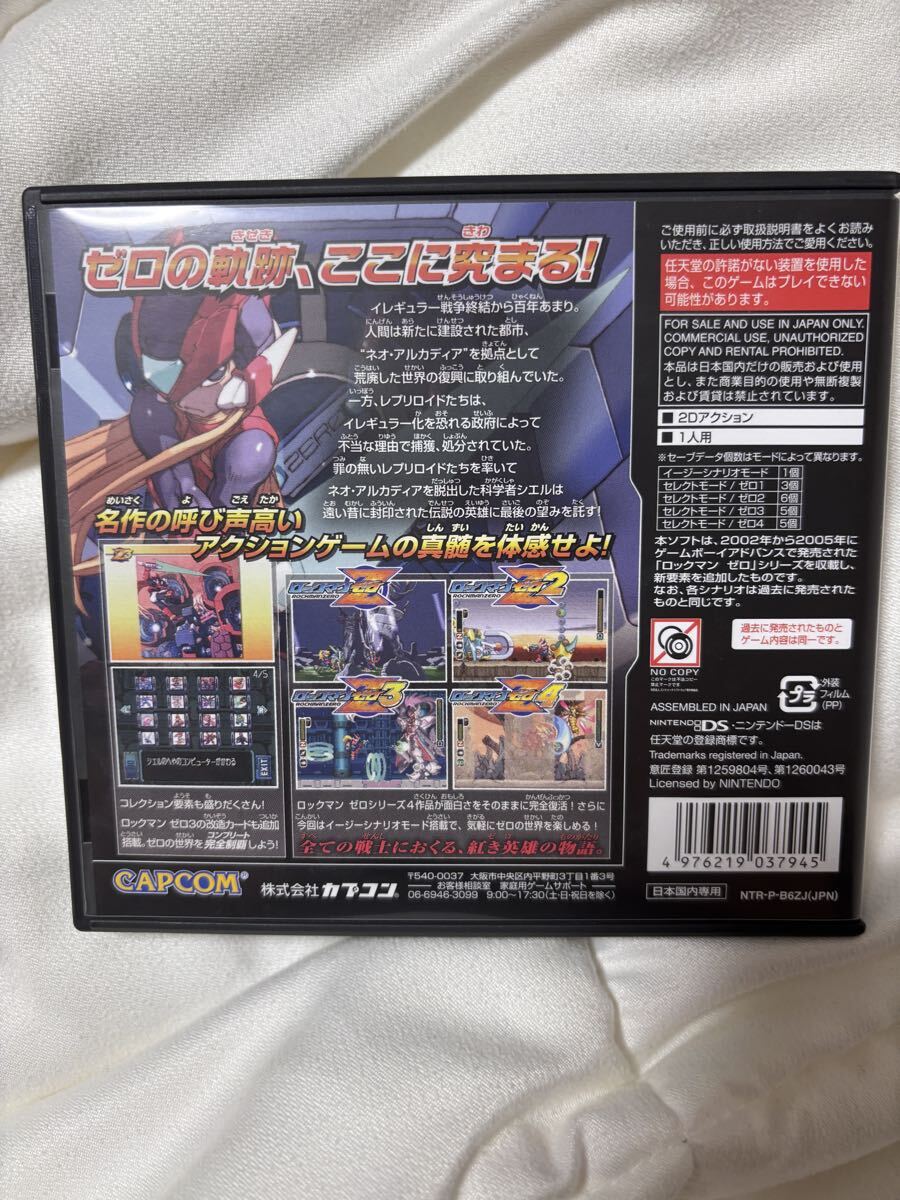 ゼロの軌跡、ここに究まる!
イレギュラー戦争終結から百年あまり。
人間は新たに建設された都市、
"ネオ・アルカディア"を拠点として
荒廃した世界の復興に取り組んでいた。
一方、レプリロイドたちは、
イレギュラー化を恐れる政府によって
不当な理由で捕獲、処分されていた。
罪の無いレプリロイドたちを率いて
ネオ・アルカディアを脱出した科学者シエルは
遠い昔に封印された伝説の英雄に最後の望みを託す!
名作の呼び声高い
アクションゲームの真髄を体感せよ!
4/5
シエルのへやのコンピューターがかわる
EXIT
コレクション要素も盛りだくさん!
ロックマン ゼロ3の改造カードも追加
搭載。ゼロの世界を完全制覇しよう!
ロックマンゼロ
ROCKMANZERO
ロックマンゼロ2
ROCKMANZERO
ロックマンゼロ3
ROCKMANZERO
ロックマンゼロ4
ROCKMANZERO
ロックマン ゼロシリーズ4作品が面白さをそのままに完全復活!さらに
今回はイージーシナリオモード搭載で、気軽にゼロの世界を楽しめる!
全ての戦士におくる、紅き英雄の物語。
CAPCOM
株式会社カプコン
〒540-0037 大阪市中央区内平野町3丁目1番3号
お客様相談室 家庭用ゲームサポート
06-6946-3099 9:00〜17:30(土・日・祝日を除く)
ご使用前に必ず取扱説明書をよくお読み
いただき、正しい使用方法でご愛用ください。
任天堂の許諾がない装置を使用した
場合、このゲームはプレイできない
可能性があります。
FOR SALE AND USE IN JAPAN ONLY.
COMMERCIAL USE, UNAUTHORIZED
COPY AND RENTAL PROHIBITED.
本品は日本国内だけの販売および使用
とし、また商業目的の使用や無断複製
および賃貸は禁止されています。
■ 2Dアクション
■ 1人用
※セーブデータ個数はモードによって異なります。
イージーシナリオモード 1個
セレクトモード/ゼロ1 3個
セレクトモード/ゼロ2 6個
セレクトモード/ゼロ3 5個
セレクトモード/ゼロ4 5個
本ソフトは、2002年から2005年に
ゲームボーイアドバンスで発売された
「ロックマン ゼロ」シリーズを収載し、
新要素を追加したものです。
なお、各シナリオは過去に発売された
ものと同じです。
NO COPY
過去に発売されたものと
ゲーム内容は同一です。
ASSEMBLED IN JAPAN
プラ
外装
フィルム
(PP)
NINTENDO DS・ニンテンドーDSは
任天堂の登録商標です。
Trademarks registered in Japan.
意匠登録 第1259804号、第1260043号
Licensed by NINTENDO
4 976219 037945
日本国内専用
NTR-P-B6ZJ(JPN)